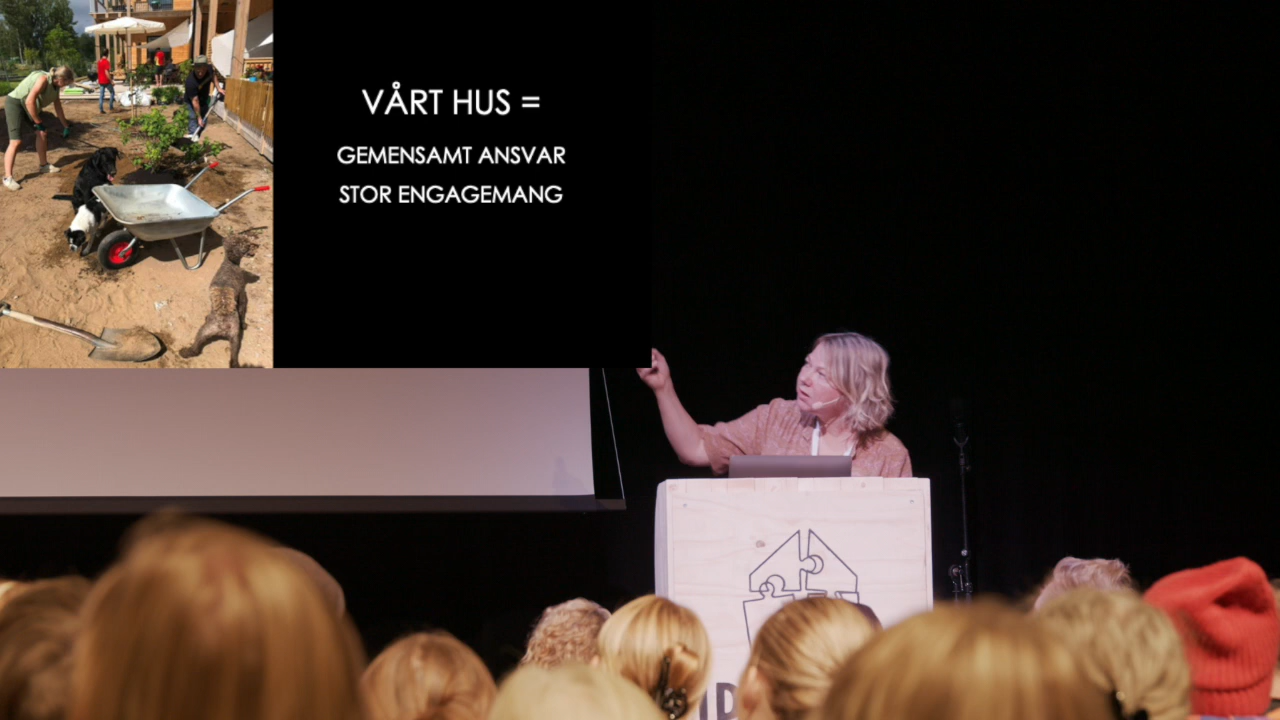 VÅRT HUS =
GEMENSAMT ANSVAR
STOR ENGAGEMANG